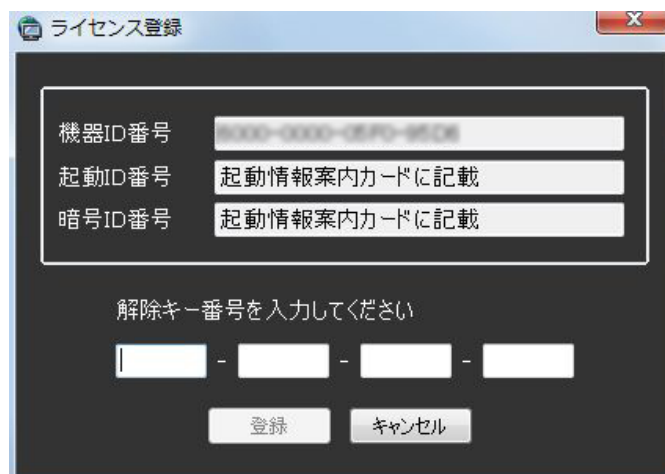 ライセンス登録
機器ID番号
起動ID番号 起動情報案内カードに記載
暗号ID番号 起動情報案内カードに記載
解除キー番号を入力してください
- - -
登録 キャンセル